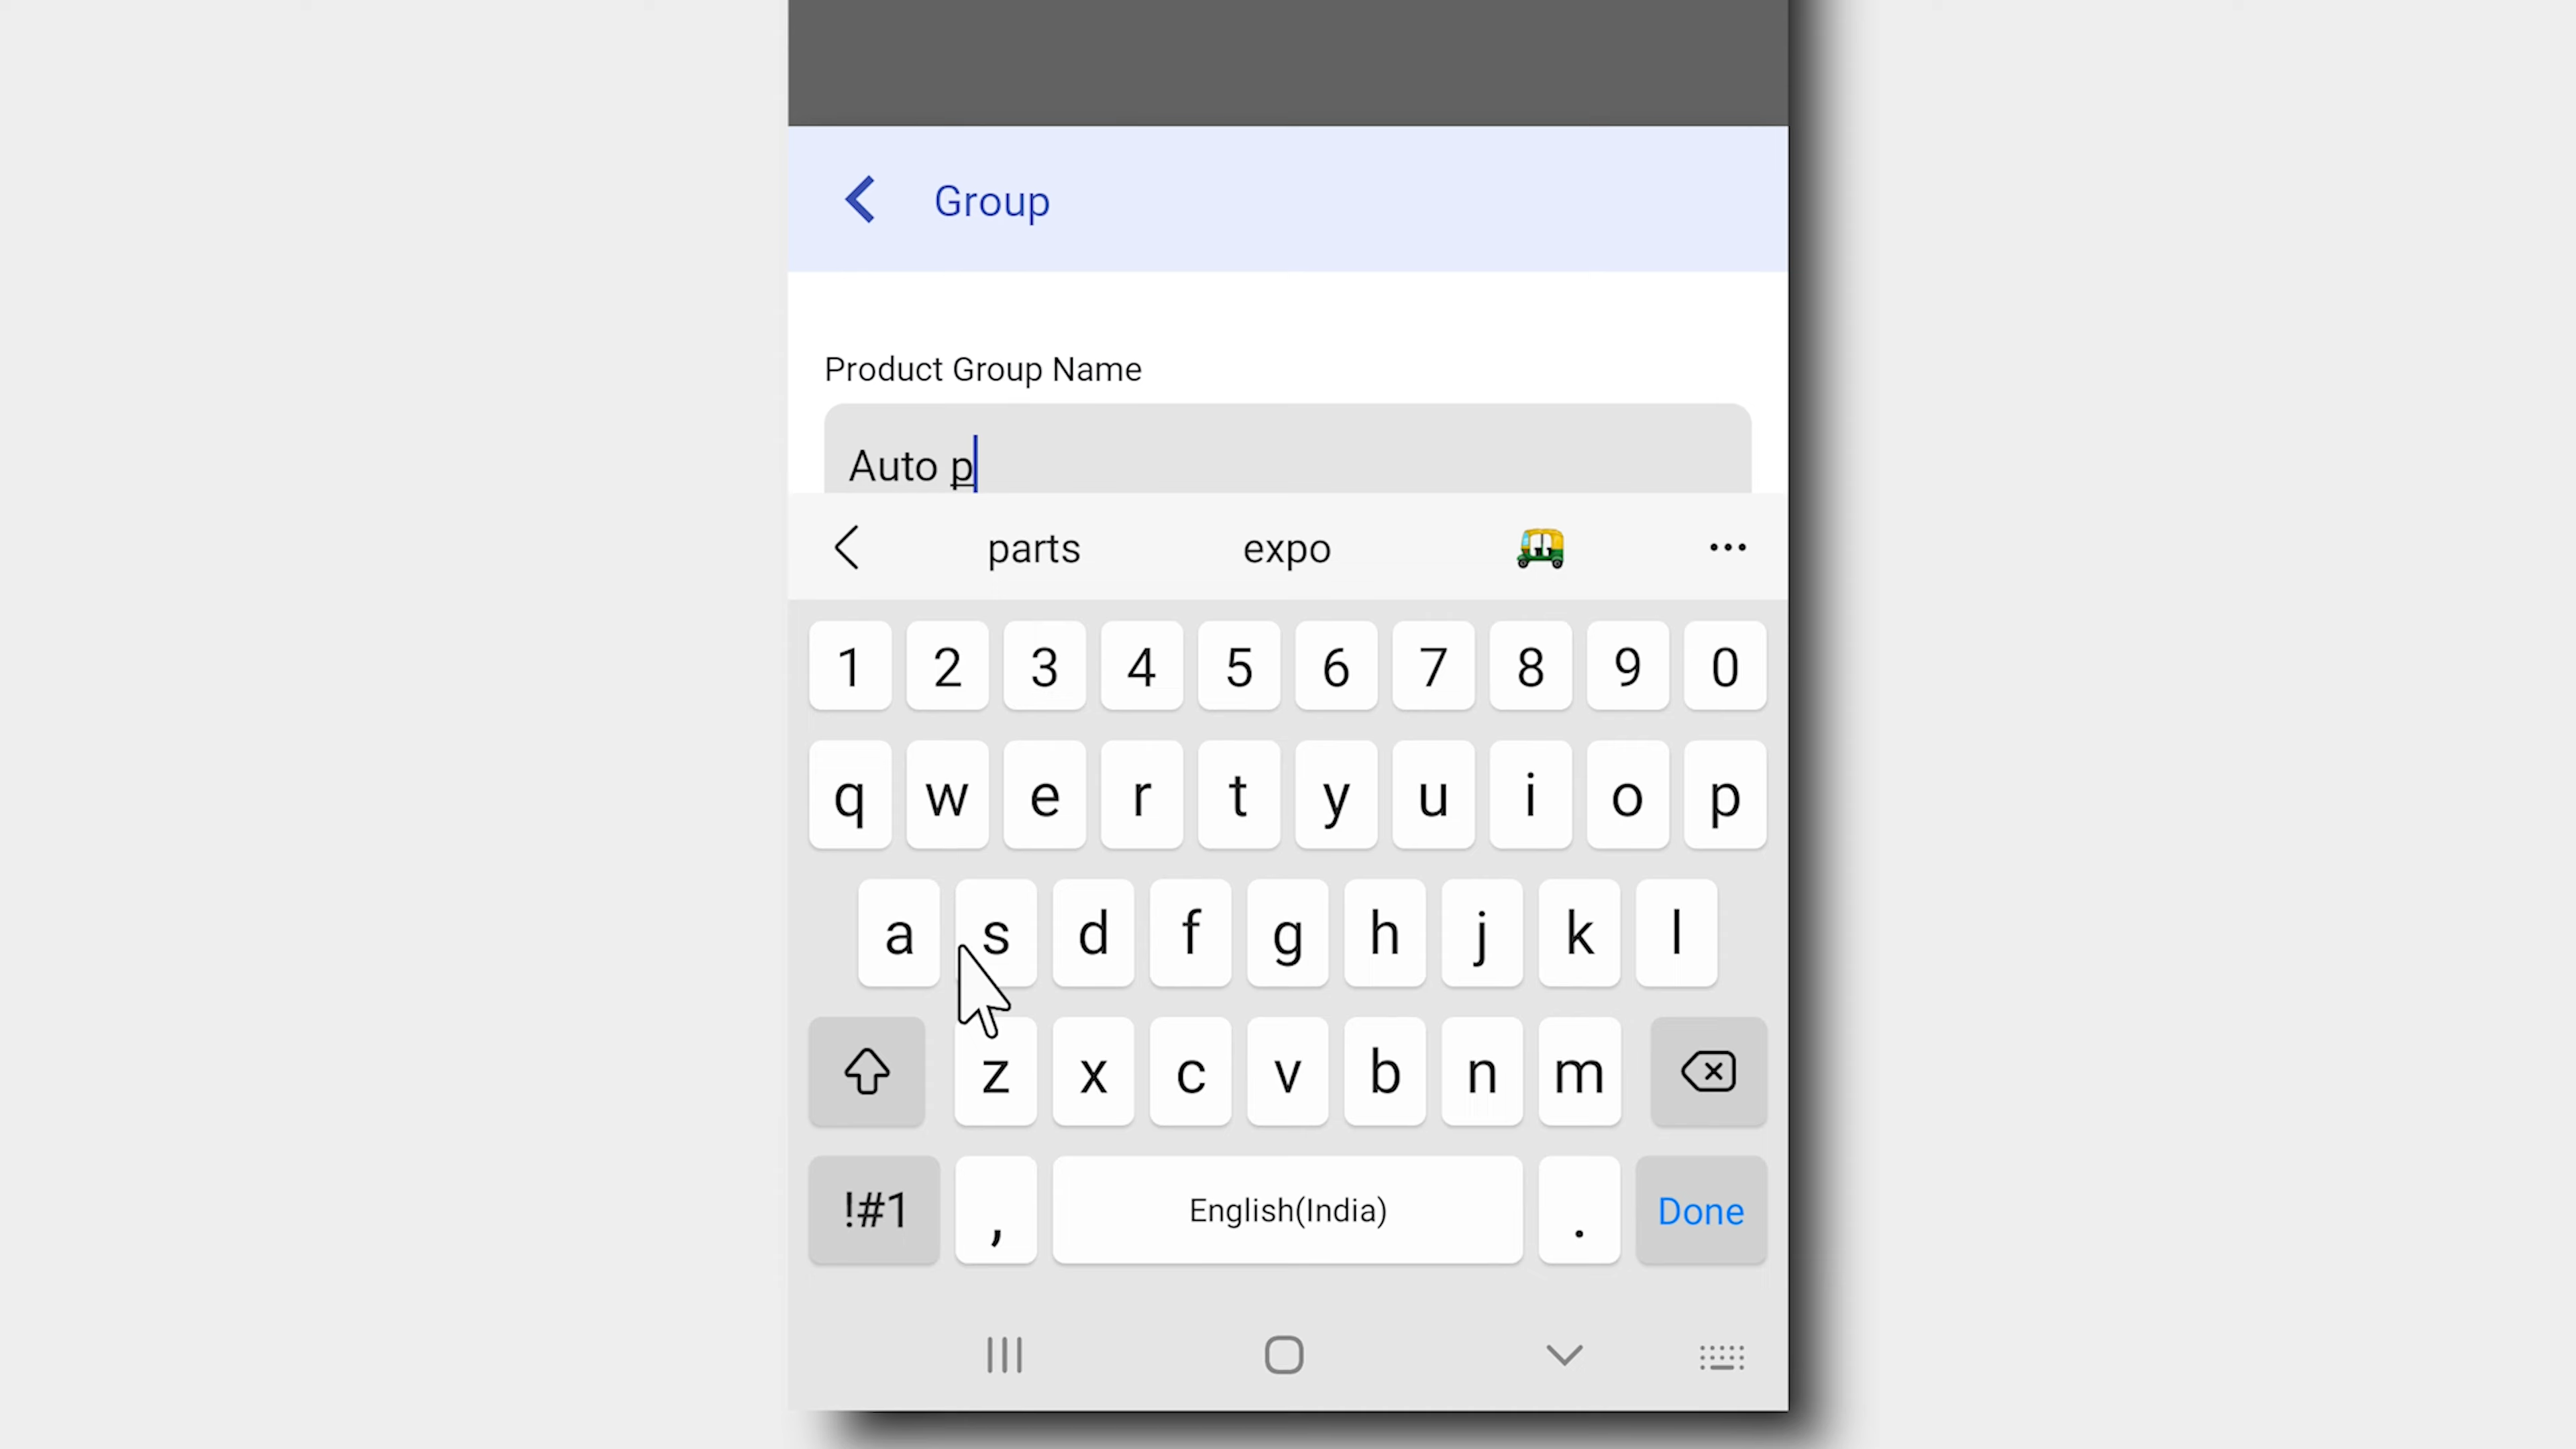 Group
Product Group Name
Auto p
parts expo
1 2 3 4 5 6 7 8 9 0
q w e r t y u i o p
a s d f g h j k l
z x c v b n m
!#1 , English(India) . Done